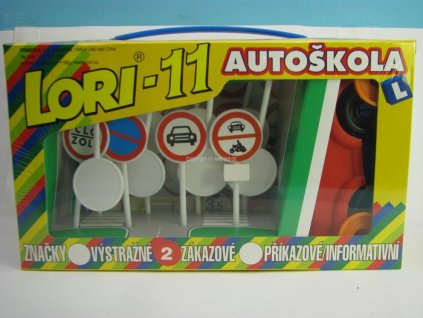 LORI-11®
AUTOŠKOLA
L
ZNAČKY VÝSTRAŽNÉ 2 ZÁKAZOVÉ PŘÍKAZOVÉ/INFORMATIVNÍ